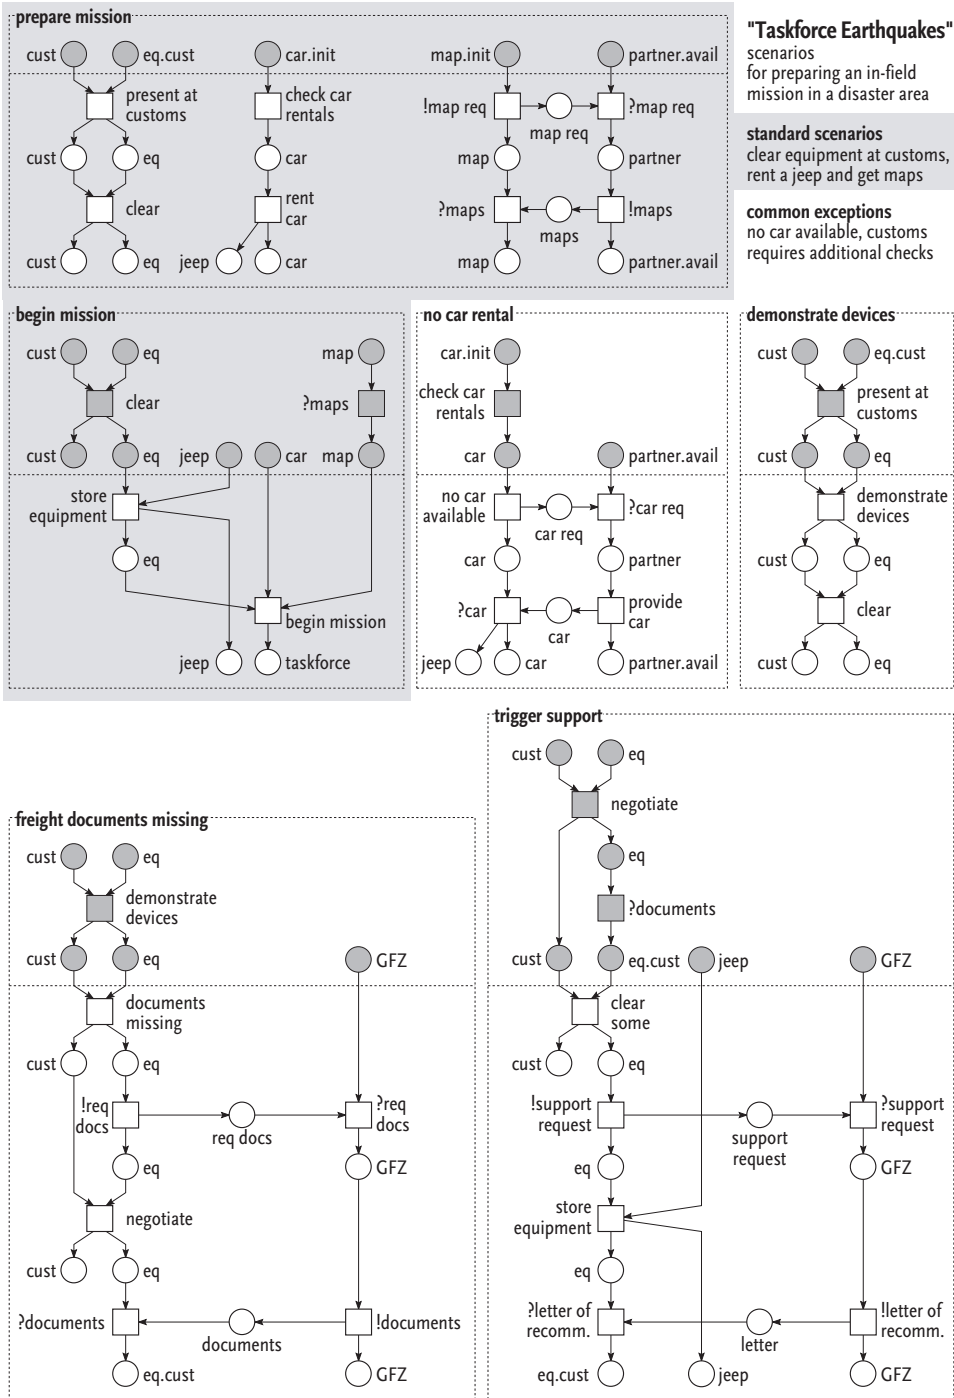 prepare mission
cust
eq.cust
car.init
map.init
partner.avail
present at
customs
check car
rentals
!map req
map req
?map req
cust
eq
car
map
partner
clear
rent
car
?maps
maps
!maps
cust
eq
jeep
car
map
partner.avail
"Taskforce Earthquakes"
scenarios
for preparing an in-field
mission in a disaster area
standard scenarios
clear equipment at customs,
rent a jeep and get maps
common exceptions
no car available, customs
requires additional checks
begin mission
cust
eq
map
clear
?maps
cust
eq
jeep
car
map
store
equipment
eq
begin mission
jeep
taskforce
no car rental
car.init
check car
rentals
car
partner.avail
no car
available
car req
?car req
car
partner
?car
car
provide
car
jeep
car
partner.avail
demonstrate devices
cust
eq.cust
present at
customs
cust
eq
demonstrate
devices
cust
eq
clear
cust
eq
freight documents missing
cust
eq
demonstrate
devices
cust
eq
GFZ
documents
missing
cust
eq
!req
docs
req docs
?req
docs
eq
GFZ
negotiate
cust
eq
?documents
documents
!documents
eq.cust
GFZ
trigger support
cust
eq
negotiate
eq
?documents
cust
eq.cust
jeep
GFZ
clear
some
cust
eq
!support
request
support
request
?support
request
eq
GFZ
store
equipment
eq
?letter of
recomm.
letter
!letter of
recomm.
eq.cust
jeep
GFZ